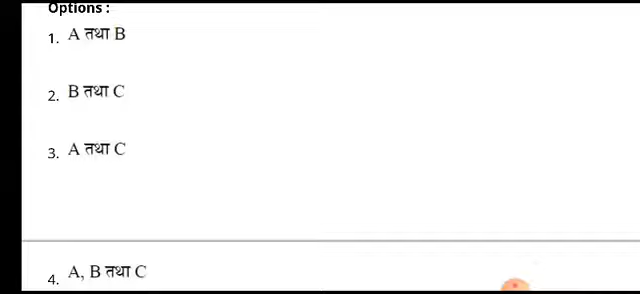 Options :
1. A तथा B
2. B तथा C
3. A तथा C
4. A, B तथा C